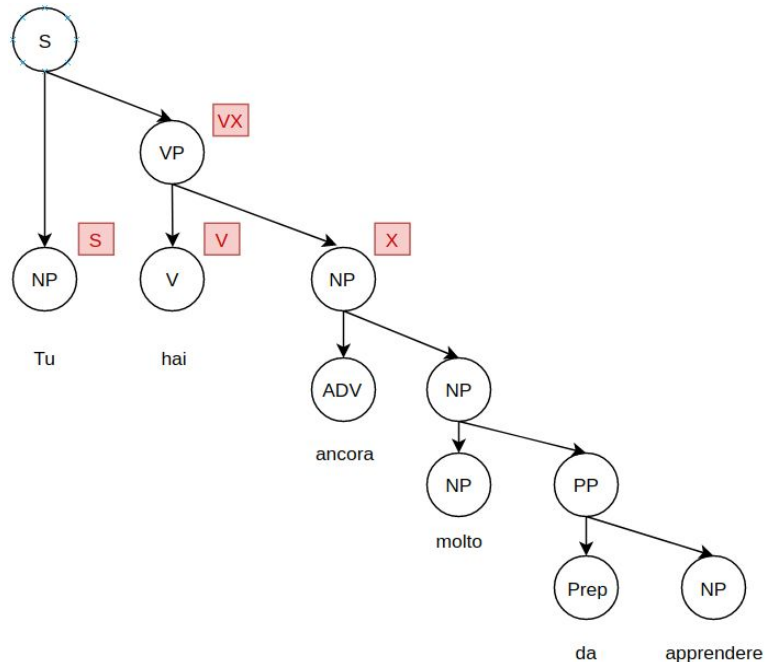 S
VX
VP
S
V
X
NP
V
NP
Tu
hai
ADV
NP
ancora
NP
PP
molto
Prep
NP
da
apprendere